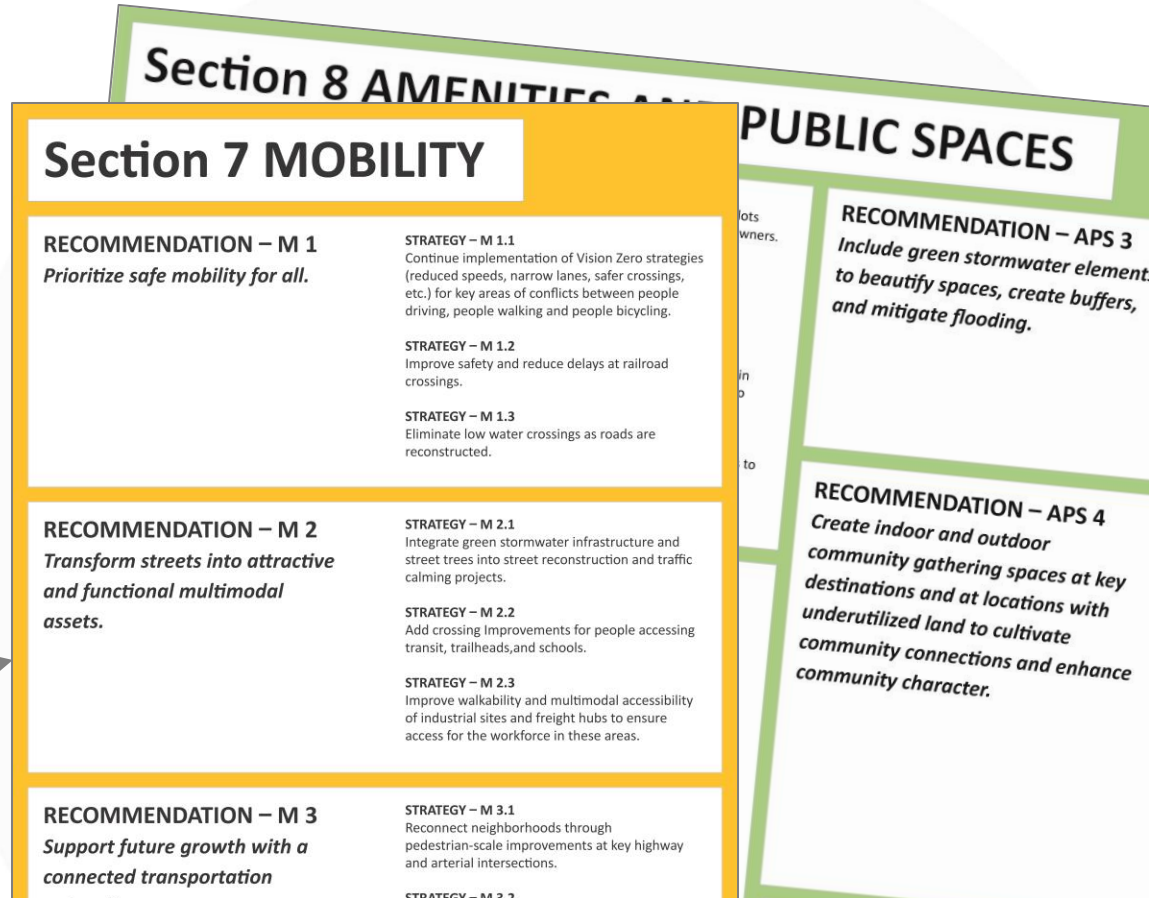 Section 8 AMENITIES AND PUBLIC SPACES
lots
wners.
in
to
RECOMMENDATION – APS 3
Include green stormwater elements
to beautify spaces, create buffers,
and mitigate flooding.
RECOMMENDATION – APS 4
Create indoor and outdoor
community gathering spaces at key
destinations and at locations with
underutilized land to cultivate
community connections and enhance
community character.
Section 7 MOBILITY
RECOMMENDATION – M 1
Prioritize safe mobility for all.
STRATEGY – M 1.1
Continue implementation of Vision Zero strategies
(reduced speeds, narrow lanes, safer crossings,
etc.) for key areas of conflicts between people
driving, people walking and people bicycling.
STRATEGY – M 1.2
Improve safety and reduce delays at railroad
crossings.
STRATEGY – M 1.3
Eliminate low water crossings as roads are
reconstructed.
RECOMMENDATION – M 2
Transform streets into attractive
and functional multimodal
assets.
STRATEGY – M 2.1
Integrate green stormwater infrastructure and
street trees into street reconstruction and traffic
calming projects.
STRATEGY – M 2.2
Add crossing Improvements for people accessing
transit, trailheads,and schools.
STRATEGY – M 2.3
Improve walkability and multimodal accessibility
of industrial sites and freight hubs to ensure
access for the workforce in these areas.
RECOMMENDATION – M 3
Support future growth with a
connected transportation
STRATEGY – M 3.1
Reconnect neighborhoods through
pedestrian-scale improvements at key highway
and arterial intersections.
STRATEGY – M 3.2